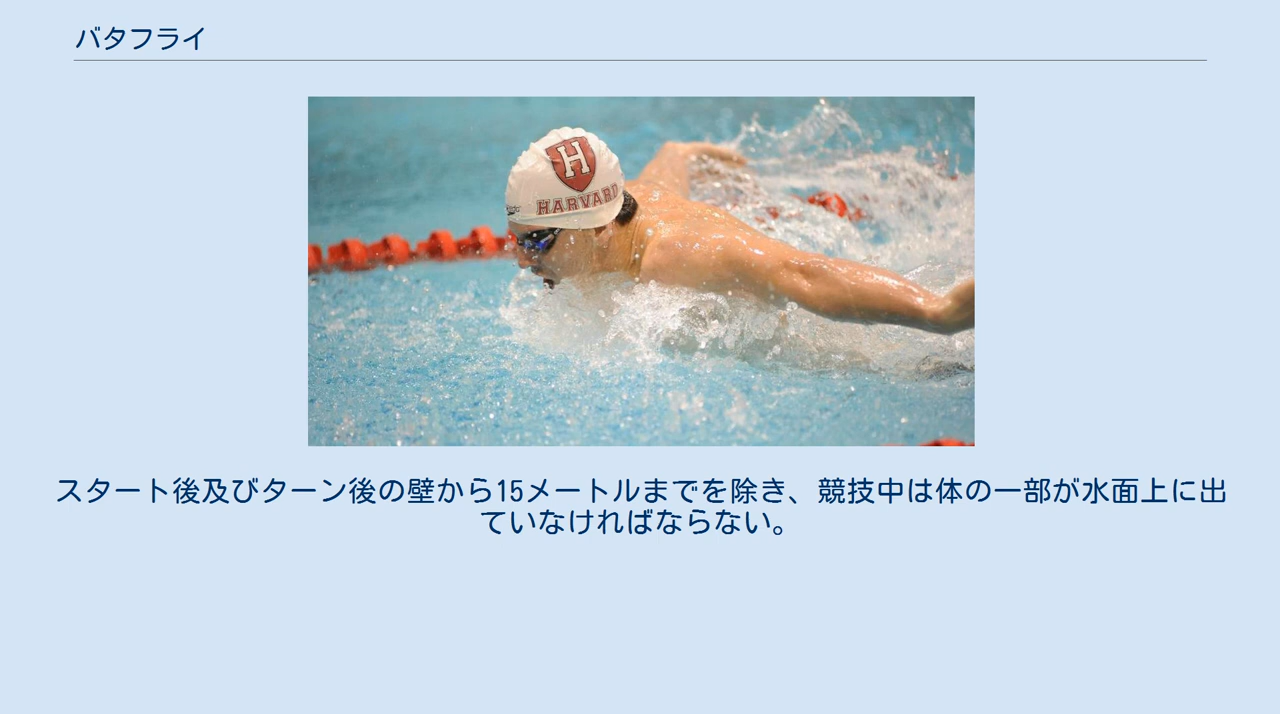 バタフライ
H
HARVARD
スタート後及びターン後の壁から15メートルまでを除き、競技中は体の一部が水面上に出
ていなければならない。